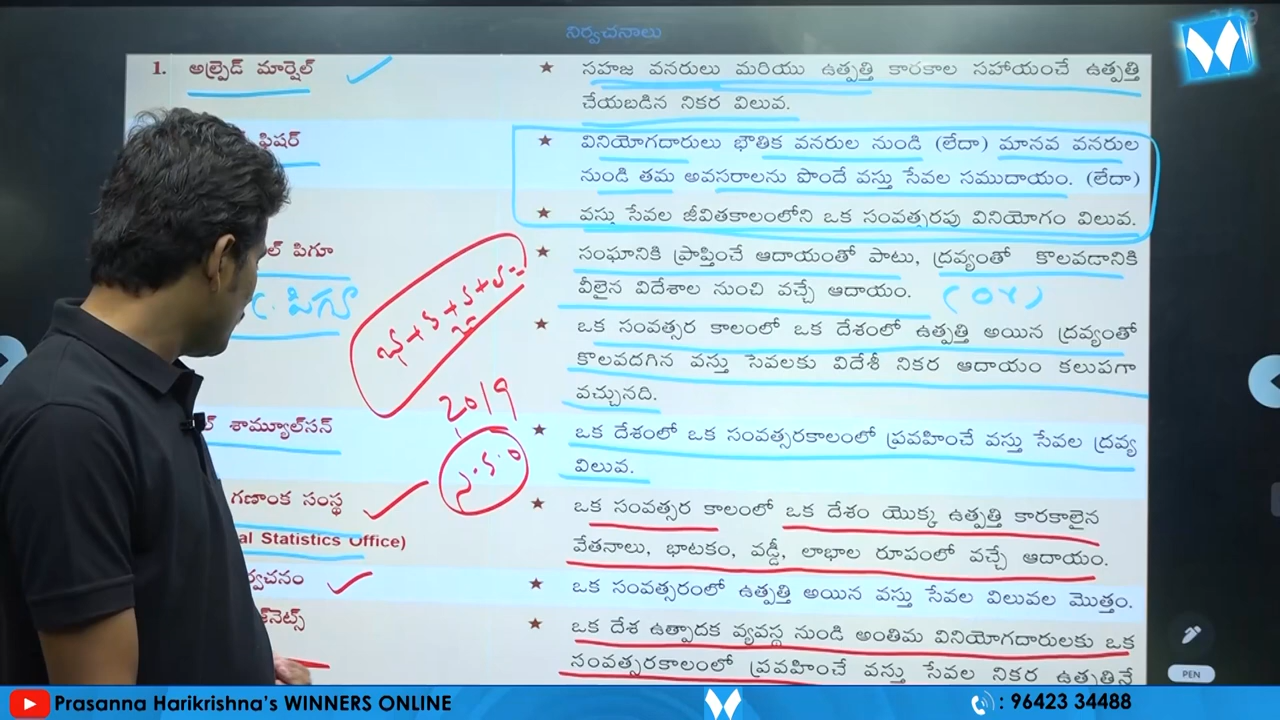 నిర్వచనాలు
1. అల్ఫ్రెడ్ మార్షెల్ ★ సహజ వనరులు మరియు ఉత్పత్తి కారకాల సహాయంచే ఉత్పత్తి
చేయబడిన నికర విలువ.
ఫిషర్ ★ వినియోగదారులు భౌతిక వనరుల నుండి (లేదా) మానవ వనరుల
నుండి తమ అవసరాలను పొందే వస్తు సేవల సముదాయం. (లేదా)
★ వస్తు సేవల జీవితకాలంలోని ఒక సంవత్సరపు వినియోగం విలువ.
ల్ పిగూ ★ సంఘానికి ప్రాప్తించే ఆదాయంతో పాటు, ద్రవ్యంతో కొలవడానికి
వీలైన విదేశాల నుంచి వచ్చే ఆదాయం. (or)
పిగూ
★ ఒక సంవత్సర కాలంలో ఒక దేశంలో ఉత్పత్తి అయిన ద్రవ్యంతో
కొలవదగిన వస్తు సేవలకు విదేశీ నికర ఆదాయం కలుపగా
వచ్చునది.
2019
ల్ శామ్యూల్‌సన్ ★ ఒక దేశంలో ఒక సంవత్సరకాలంలో ప్రవహించే వస్తు సేవల ద్రవ్య
విలువ.
N.S.O
గణాంక సంస్థ ★ ఒక సంవత్సర కాలంలో ఒక దేశం యొక్క ఉత్పత్తి కారకాలైన
al Statistics Office) వేతనాలు, భాటకం, వడ్డీ, లాభాల రూపంలో వచ్చే ఆదాయం.
ర్వచనం ★ ఒక సంవత్సరంలో ఉత్పత్తి అయిన వస్తు సేవల విలువల మొత్తం.
జ్‌నెట్స్ ★ ఒక దేశ ఉత్పాదక వ్యవస్థ నుండి అంతిమ వినియోగదారులకు ఒక
సంవత్సరకాలంలో ప్రవహించే వస్తు సేవల నికర ఉత్పత్తినే
PEN
Prasanna Harikrishna's WINNERS ONLINE
: 96423 34488